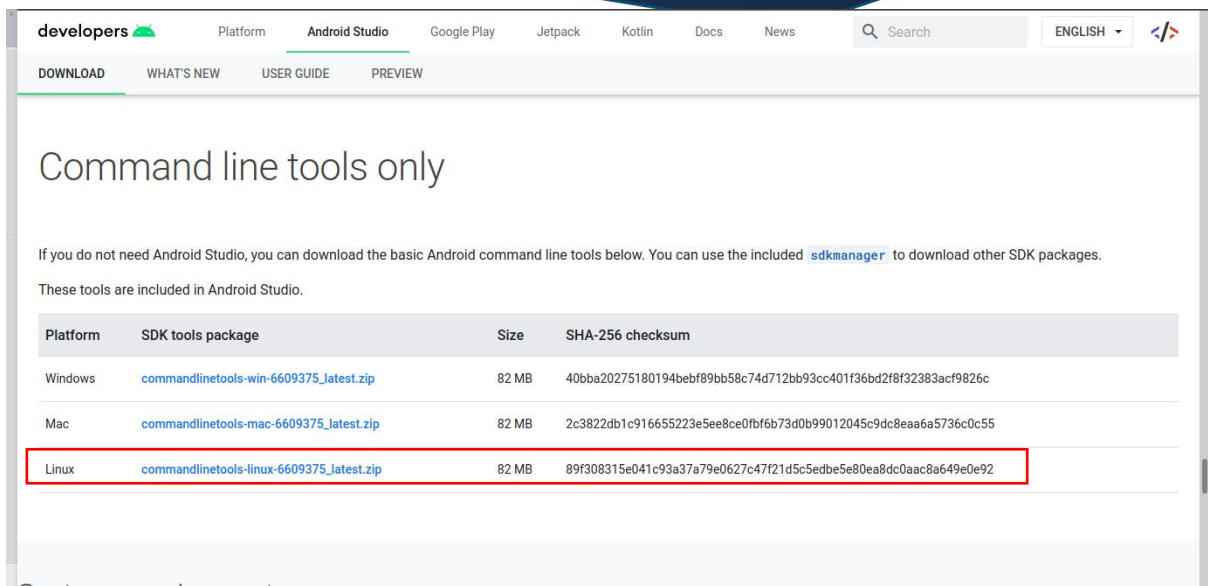 developers Platform Android Studio Google Play Jetpack Kotlin Docs News Search ENGLISH
DOWNLOAD WHAT'S NEW USER GUIDE PREVIEW
Command line tools only
If you do not need Android Studio, you can download the basic Android command line tools below. You can use the included sdkmanager to download other SDK packages.
These tools are included in Android Studio.
Platform SDK tools package Size SHA-256 checksum
Windows commandlinetools-win-6609375_latest.zip 82 MB 40bba20275180194bebf89bb58c74d712bb93cc401f36bd2f8f32383acf9826c
Mac commandlinetools-mac-6609375_latest.zip 82 MB 2c3822db1c916655223e5ee8ce0fbf6b73d0b99012045c9dc8eaa6a5736c0c55
Linux commandlinetools-linux-6609375_latest.zip 82 MB 89f308315e041c93a37a79e0627c47f21d5c5edbe5e80ea8dc0aac8a649e0e92